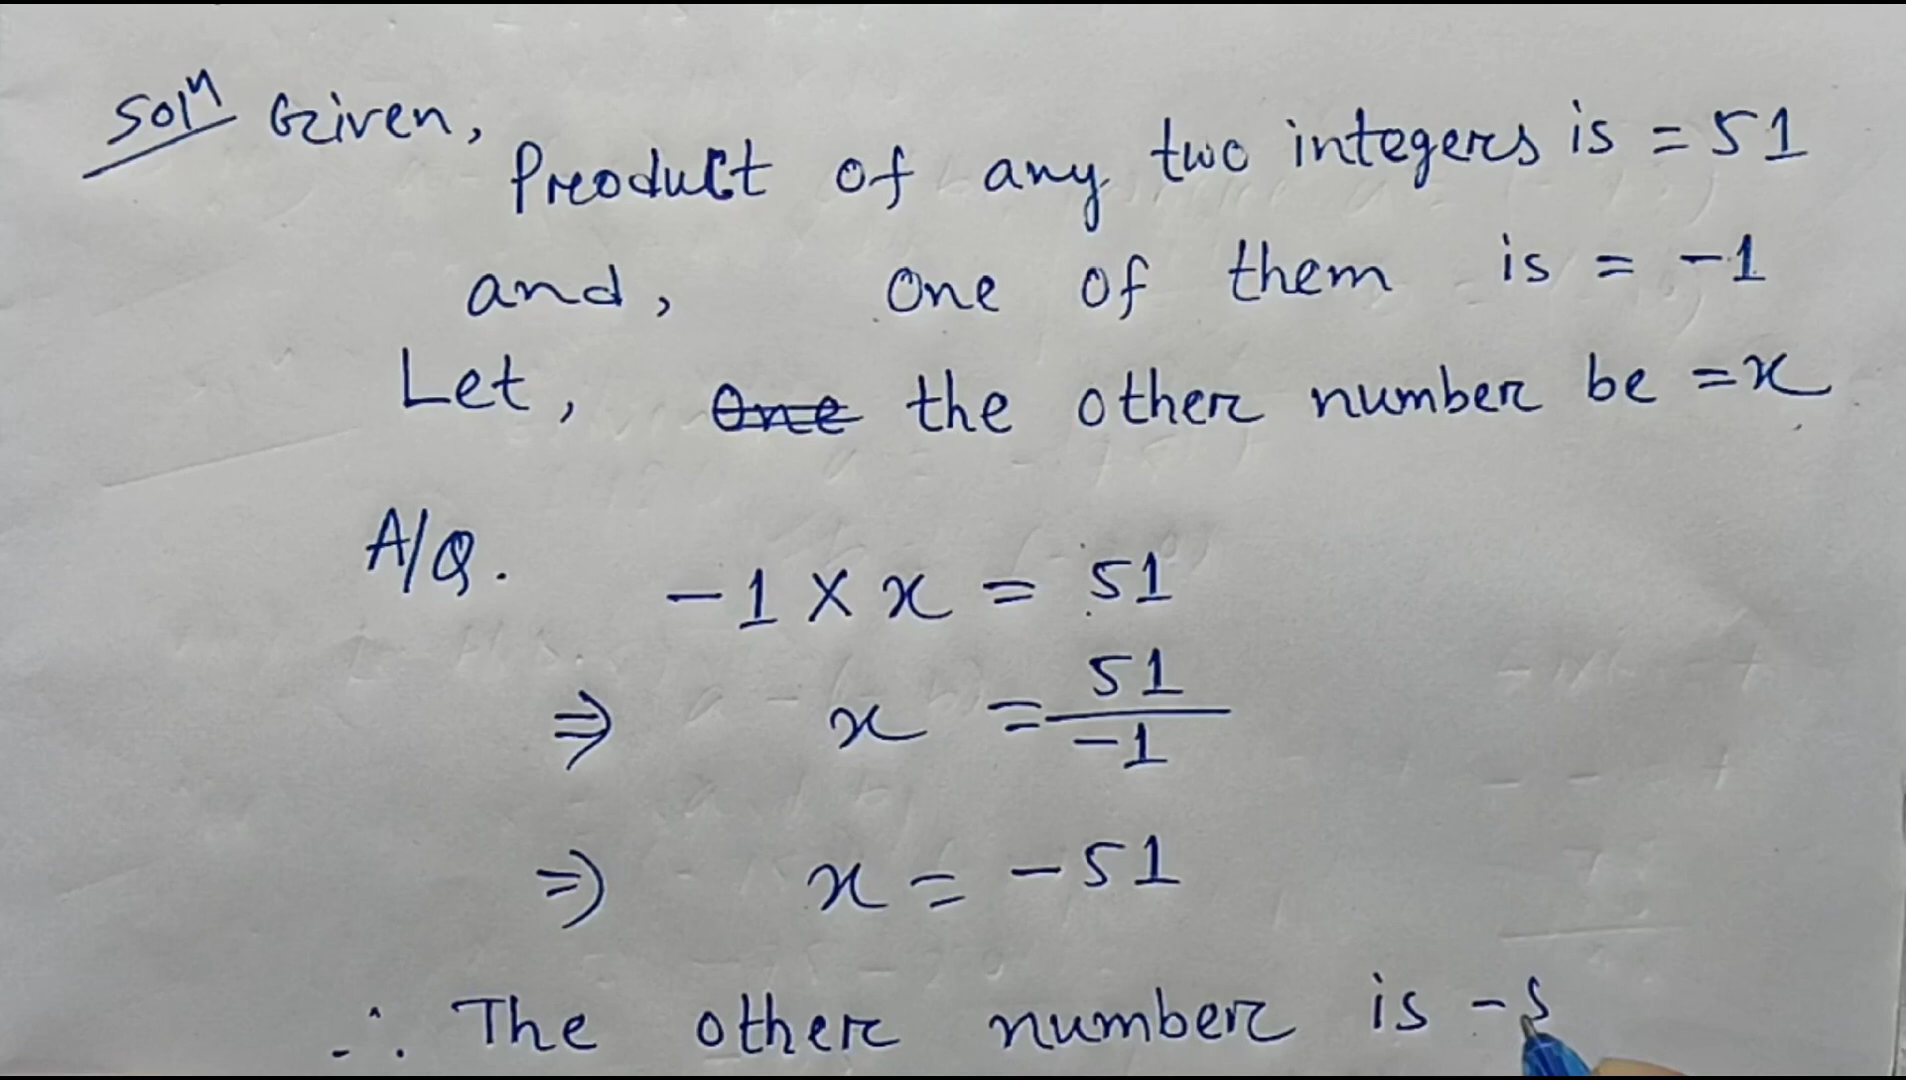 Soln Given,
Product of any two integers is = 51
and, one of them is = -1
Let, One the other number be = x
A/Q. -1 × x = 51
⇒ x = 51/-1
⇒ x = -51
∴ The other number is -5